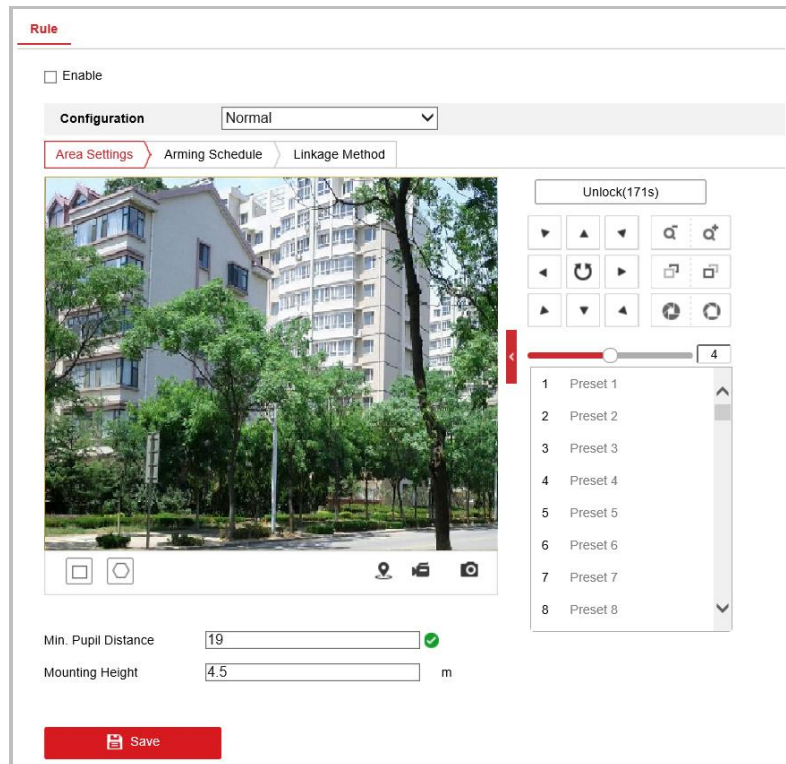 Rule
Enable
Configuration Normal
Area Settings Arming Schedule Linkage Method
Unlock(171s)
4
1 Preset 1
2 Preset 2
3 Preset 3
4 Preset 4
5 Preset 5
6 Preset 6
7 Preset 7
8 Preset 8
Min. Pupil Distance 19
Mounting Height 4.5 m
Save